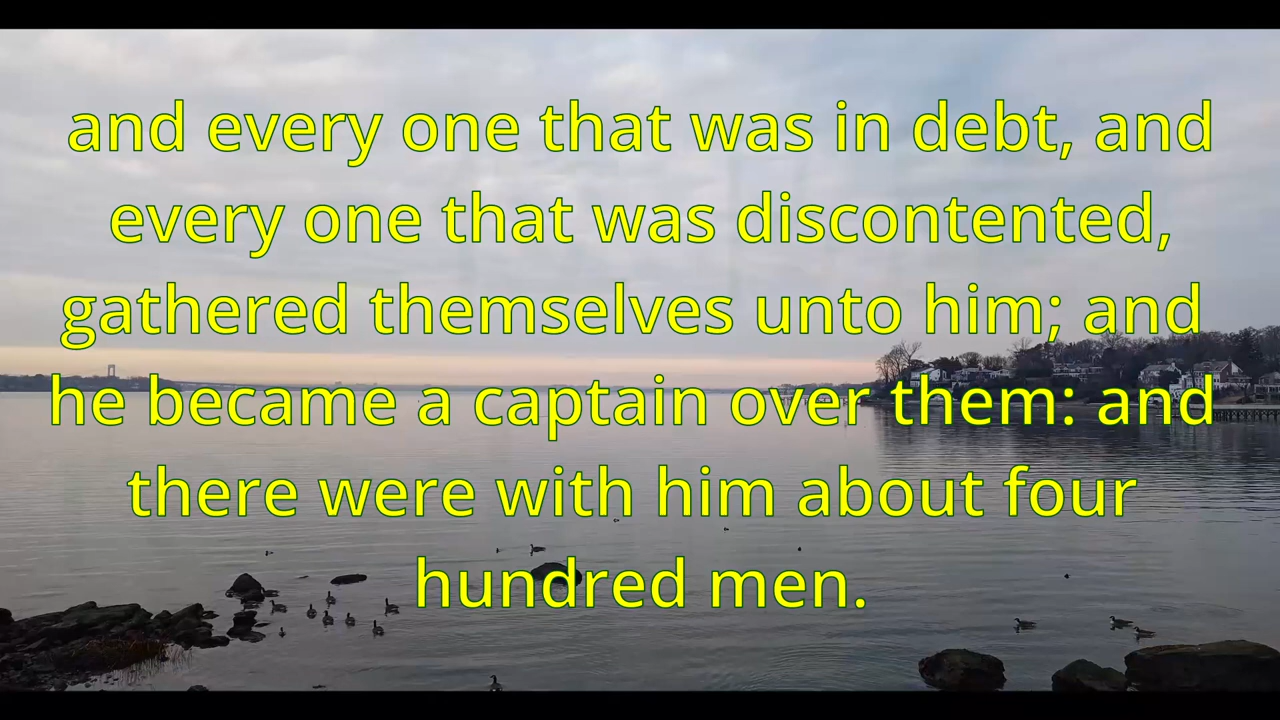 and every one that was in debt, and
every one that was discontented,
gathered themselves unto him; and
he became a captain over them: and
there were with him about four
hundred men.